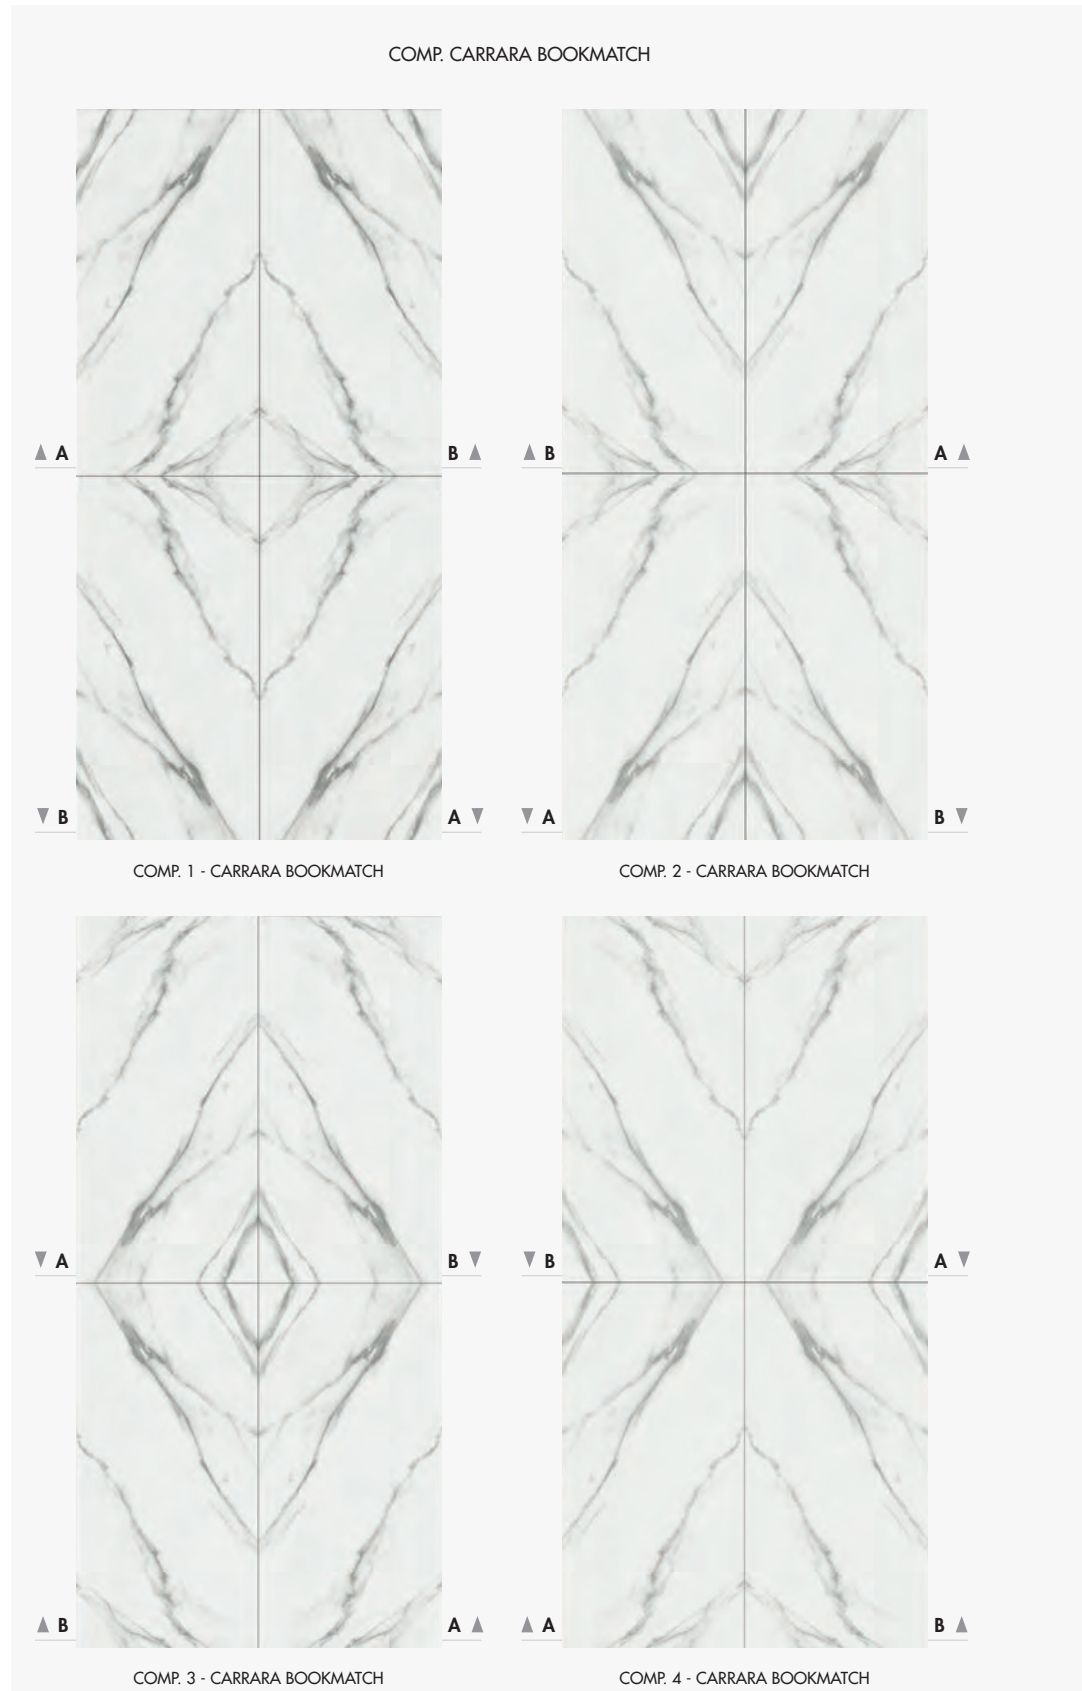 COMP. CARRARA BOOKMATCH
A B
B A
B A
A B
COMP. 1 - CARRARA BOOKMATCH
COMP. 2 - CARRARA BOOKMATCH
A B
B A
B A
A B
COMP. 3 - CARRARA BOOKMATCH
COMP. 4 - CARRARA BOOKMATCH